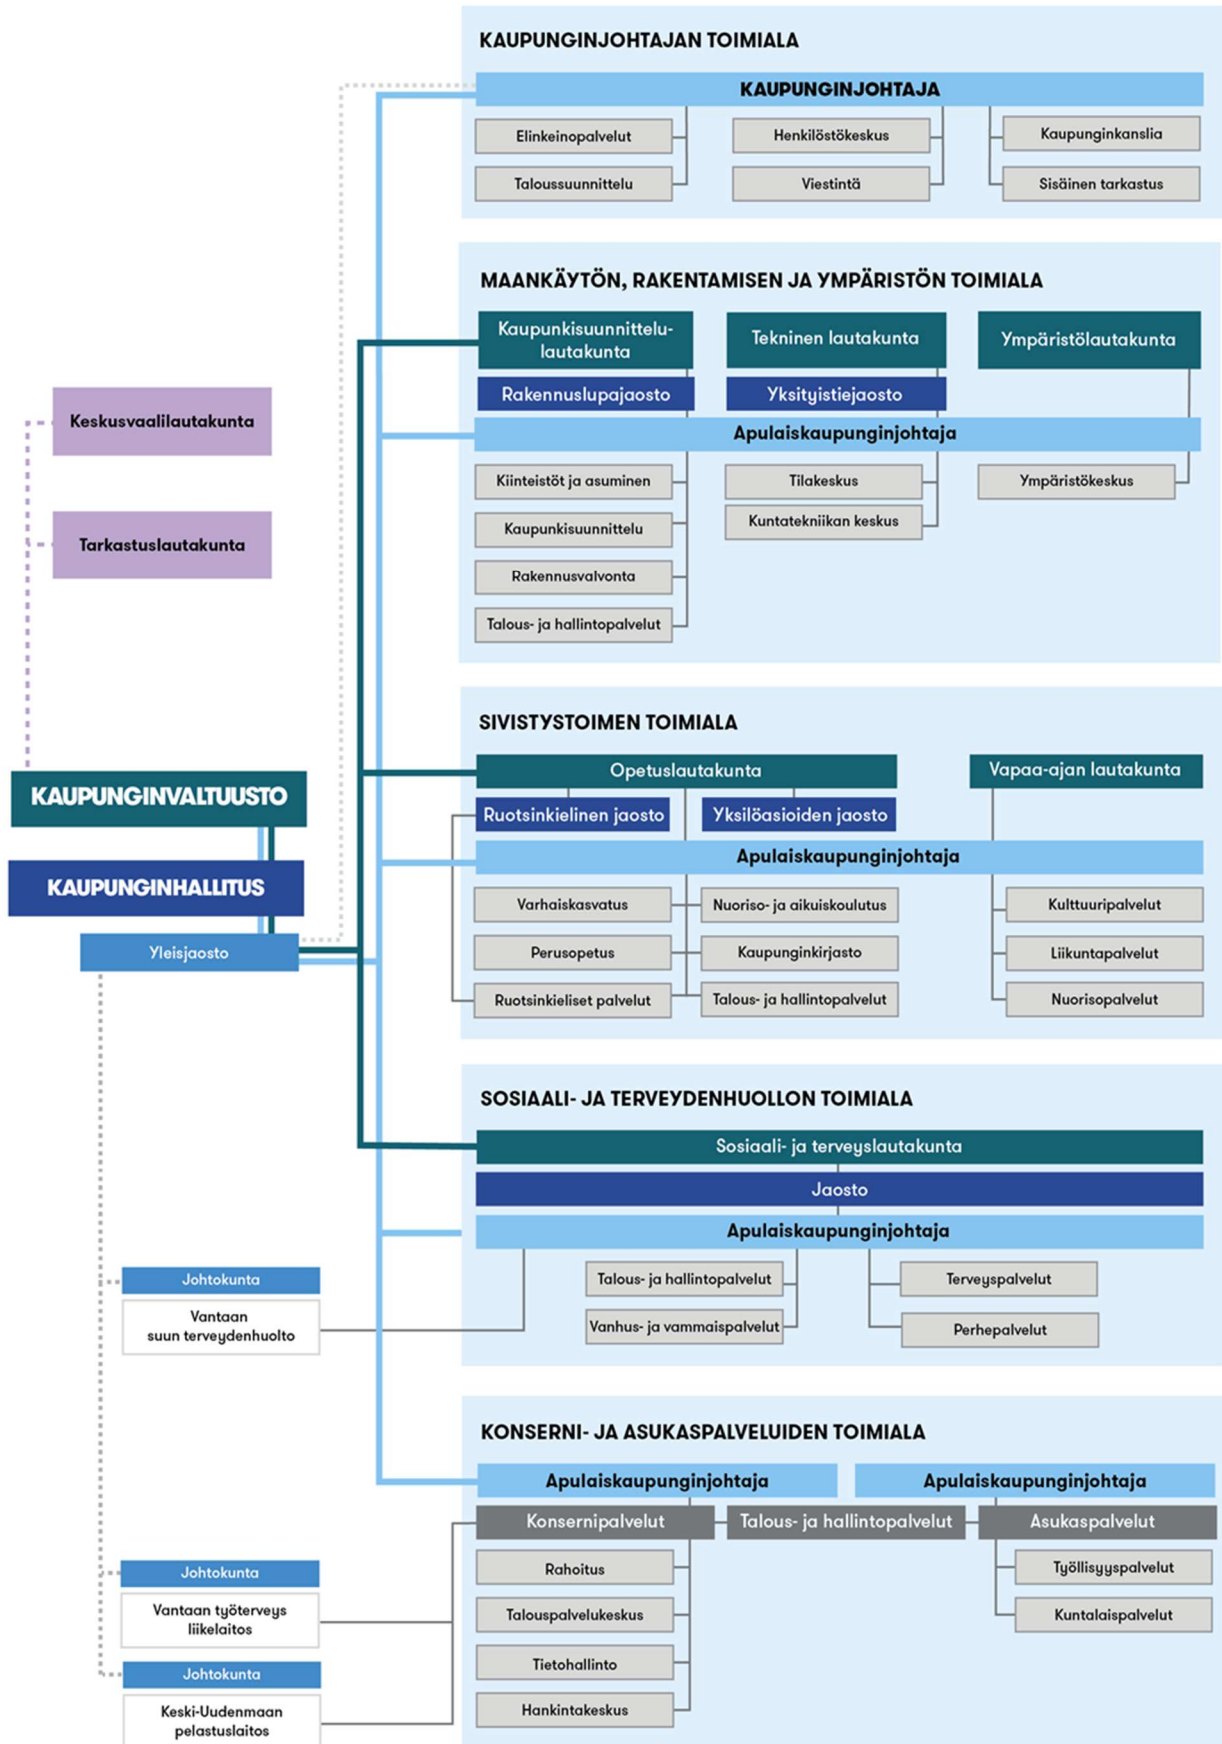 KAUPUNGINJOHTAJAN TOIMIALA
KAUPUNGINJOHTAJA
Elinkeinopalvelut
Henkilöstökeskus
Kaupunginkanslia
Taloussuunnittelu
Viestintä
Sisäinen tarkastus
MAANKÄYTÖN, RAKENTAMISEN JA YMPÄRISTÖN TOIMIALA
Kaupunkisuunnittelu-
lautakunta
Tekninen lautakunta
Ympäristölautakunta
Rakennuslupajaosto
Yksityistiejaosto
Apulaiskaupunginjohtaja
Kiinteistöt ja asuminen
Tilakeskus
Ympäristökeskus
Kaupunkisuunnittelu
Kuntatekniikan keskus
Rakennusvalvonta
Talous- ja hallintopalvelut
Keskusvaalilautakunta
Tarkastuslautakunta
KAUPUNGINVALTUUSTO
KAUPUNGINHALLITUS
Yleisjaosto
SIVISTYSTOIMEN TOIMIALA
Opetuslautakunta
Vapaa-ajan lautakunta
Ruotsinkielinen jaosto
Yksilöasioiden jaosto
Apulaiskaupunginjohtaja
Varhaiskasvatus
Nuoriso- ja aikuiskoulutus
Kulttuuripalvelut
Perusopetus
Kaupunginkirjasto
Liikuntapalvelut
Ruotsinkieliset palvelut
Talous- ja hallintopalvelut
Nuorisopalvelut
SOSIAALI- JA TERVEYDENHUOLLON TOIMIALA
Sosiaali- ja terveyslautakunta
Jaosto
Apulaiskaupunginjohtaja
Talous- ja hallintopalvelut
Terveyspalvelut
Vanhus- ja vammaispalvelut
Perhepalvelut
Johtokunta
Vantaan
suun terveydenhuolto
KONSERNI- JA ASUKASPALVELUIDEN TOIMIALA
Apulaiskaupunginjohtaja
Apulaiskaupunginjohtaja
Konsernipalvelut
Talous- ja hallintopalvelut
Asukaspalvelut
Rahoitus
Työllisyyspalvelut
Talouspalvelukeskus
Kuntalaispalvelut
Tietohallinto
Hankintakeskus
Johtokunta
Vantaan työterveys
liikelaitos
Johtokunta
Keski-Uudenmaan
pelastuslaitos